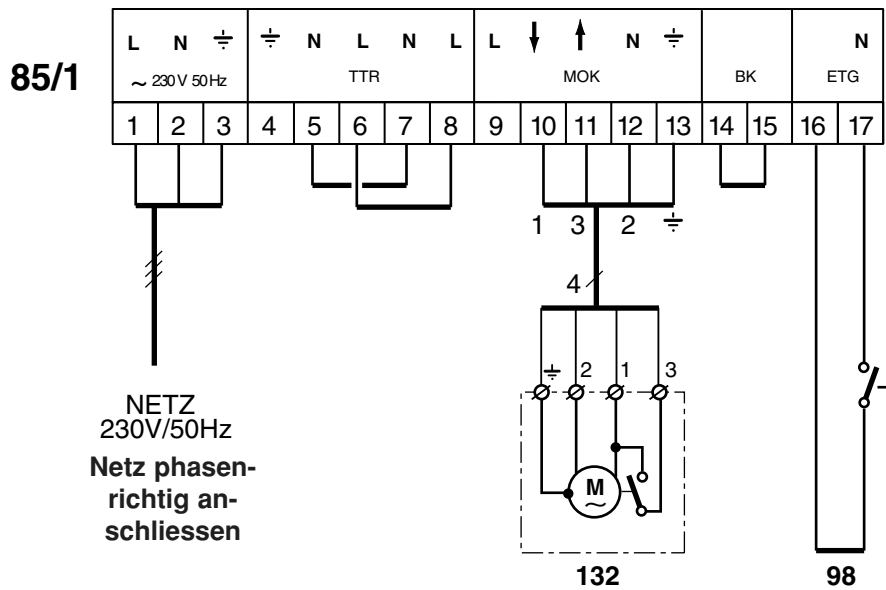 85/1
L N ⏚ ⏚ N L N L L N ⏚ N
~ 230 V 50Hz TTR MOK BK ETG
1 2 3 4 5 6 7 8 9 10 11 12 13 14 15 16 17
1 3 2 ⏚
4
⏚ 2 1 3
NETZ
230V/50Hz
Netz phasen-
richtig an-
schliessen
M
~
132 98